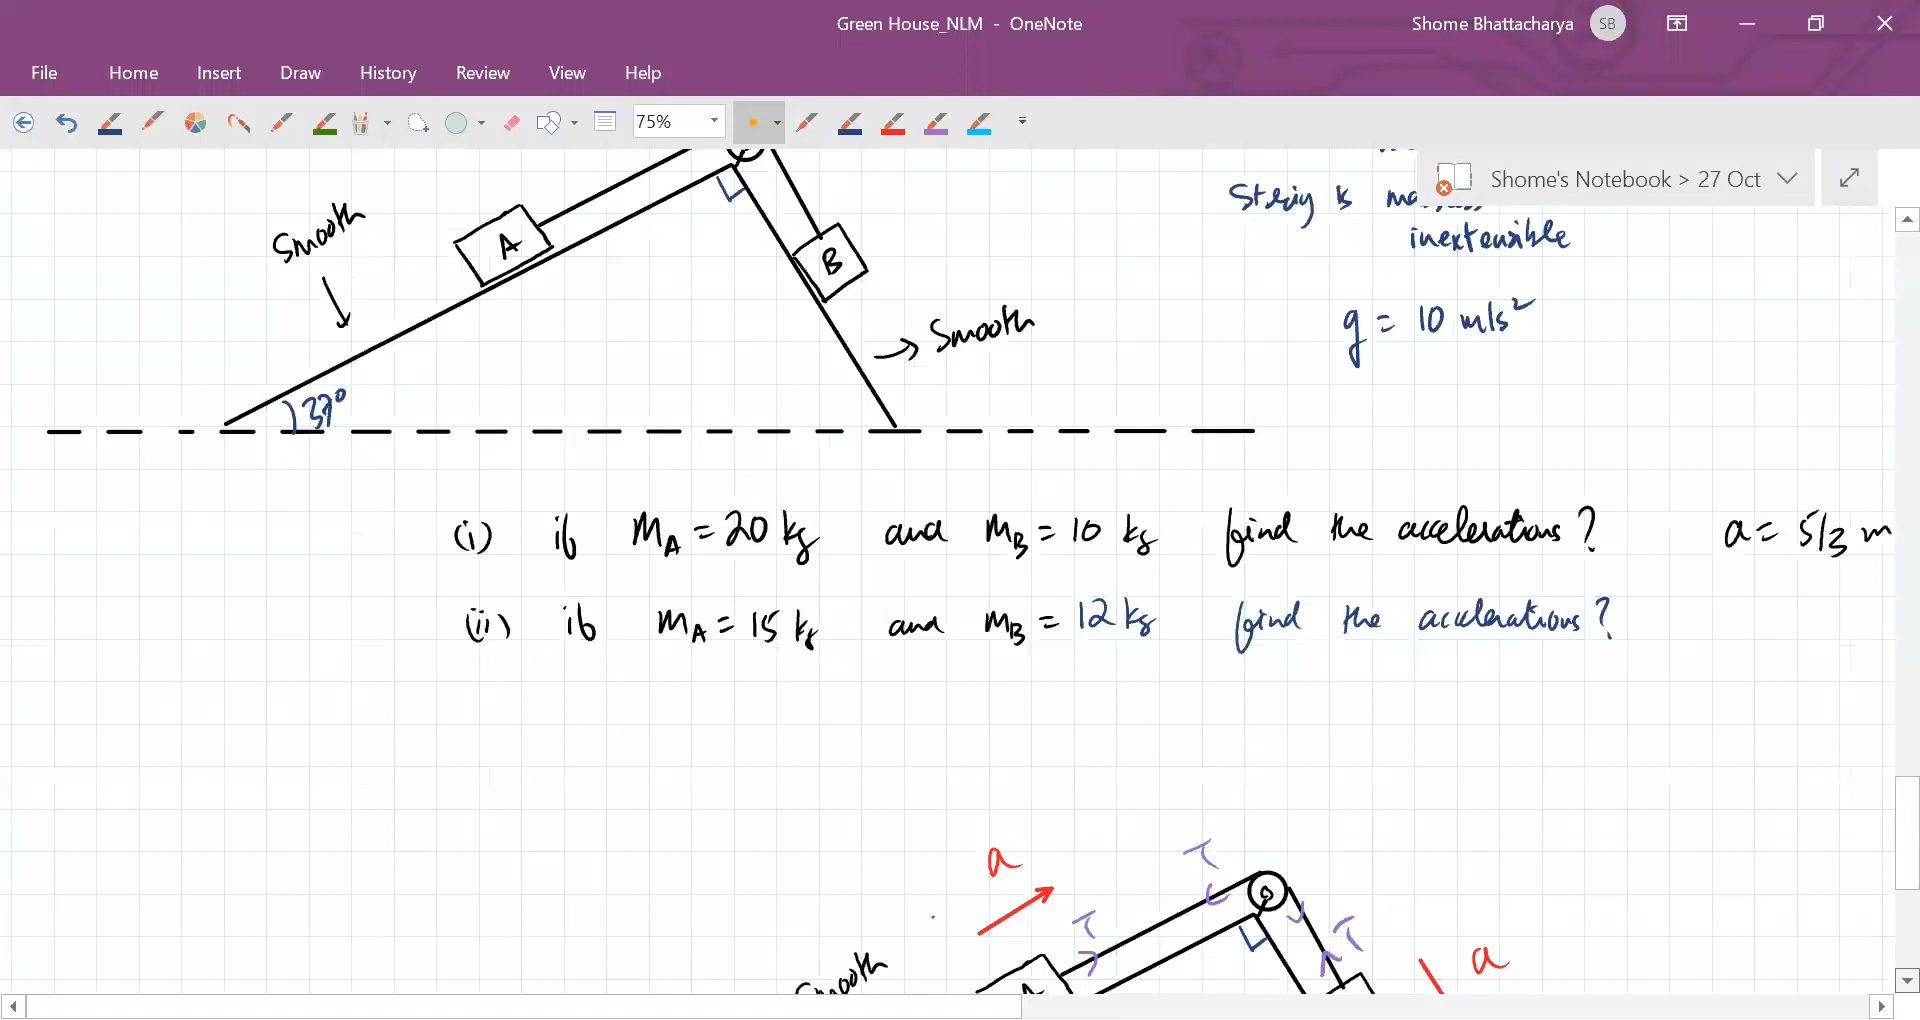 Green House_NLM - OneNote
Shome Bhattacharya SB
File Home Insert Draw History Review View Help
75%
Shome's Notebook > 27 Oct
String is
inextensible
g = 10 m/s²
Smooth
A
B
Smooth
37°
(i) if mA = 20 kg and mB = 10 kg find the accelerations? a = 5/3 m
(ii) if mA = 15 kg and mB = 12 kg find the accelerations?
a
T
T
T
a
Smooth
A